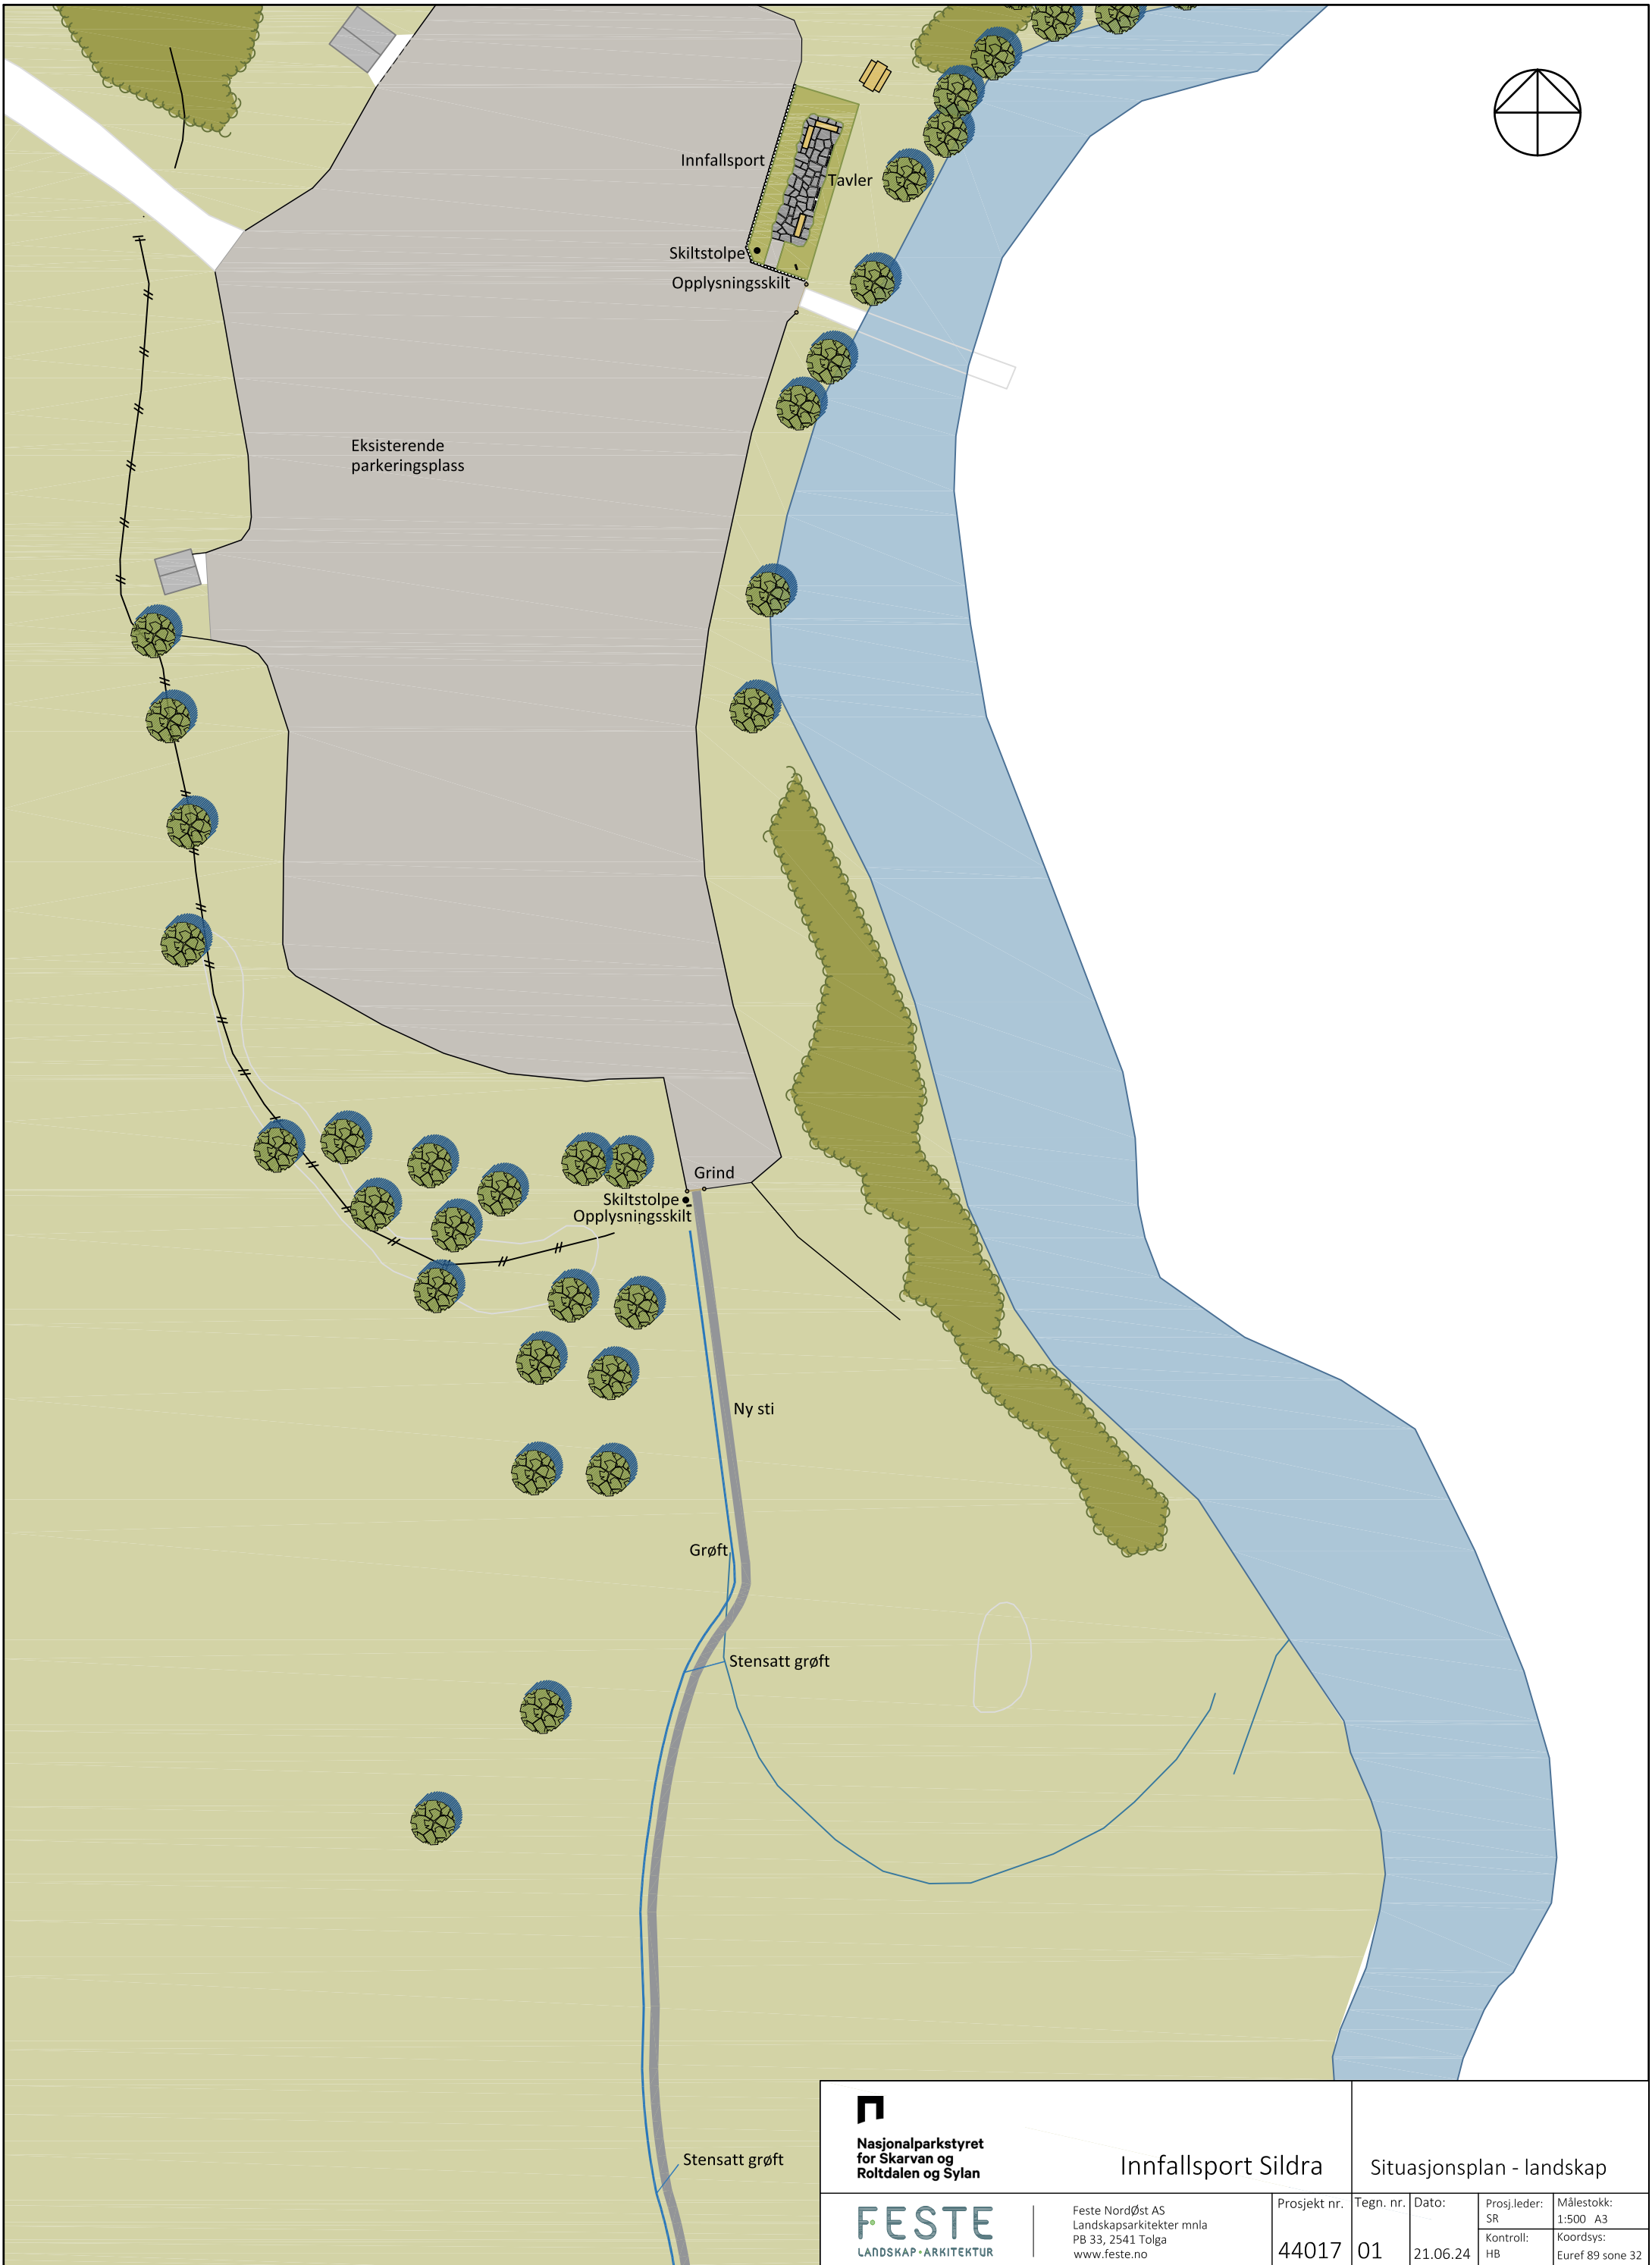 Innfallsport
Tavler
Skiltstolpe
Opplysningsskilt
Eksisterende
parkeringsplass
Grind
Skiltstolpe
Opplysningsskilt
Ny sti
Grøft
Stensatt grøft
Stensatt grøft
Nasjonalparkstyret
for Skarvan og
Roltdalen og Sylan
Innfallsport Sildra
Situasjonsplan - landskap
FESTE
LANDSKAP • ARKITEKTUR
Feste NordØst AS
Landskapsarkitekter mnla
PB 33, 2541 Tolga
www.feste.no
Prosjekt nr.
44017
Tegn. nr.
01
Dato:
21.06.24
Prosj.leder:
SR
Målestokk:
1:500 A3
Kontroll:
HB
Koordsys:
Euref 89 sone 32